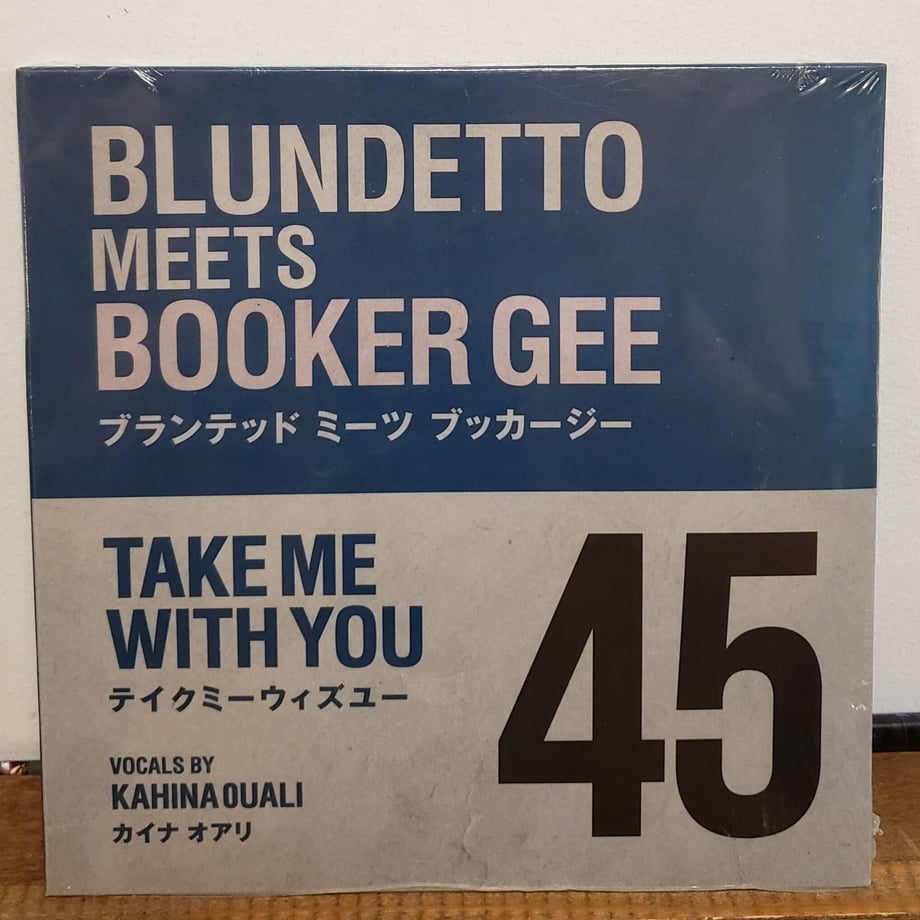 BLUNDETTO
MEETS
BOOKER GEE
ブランテッド ミーツ ブッカージー
TAKE ME
WITH YOU
テイクミーウィズユー
45
VOCALS BY
KAHINA OUALI
カイナ オアリ